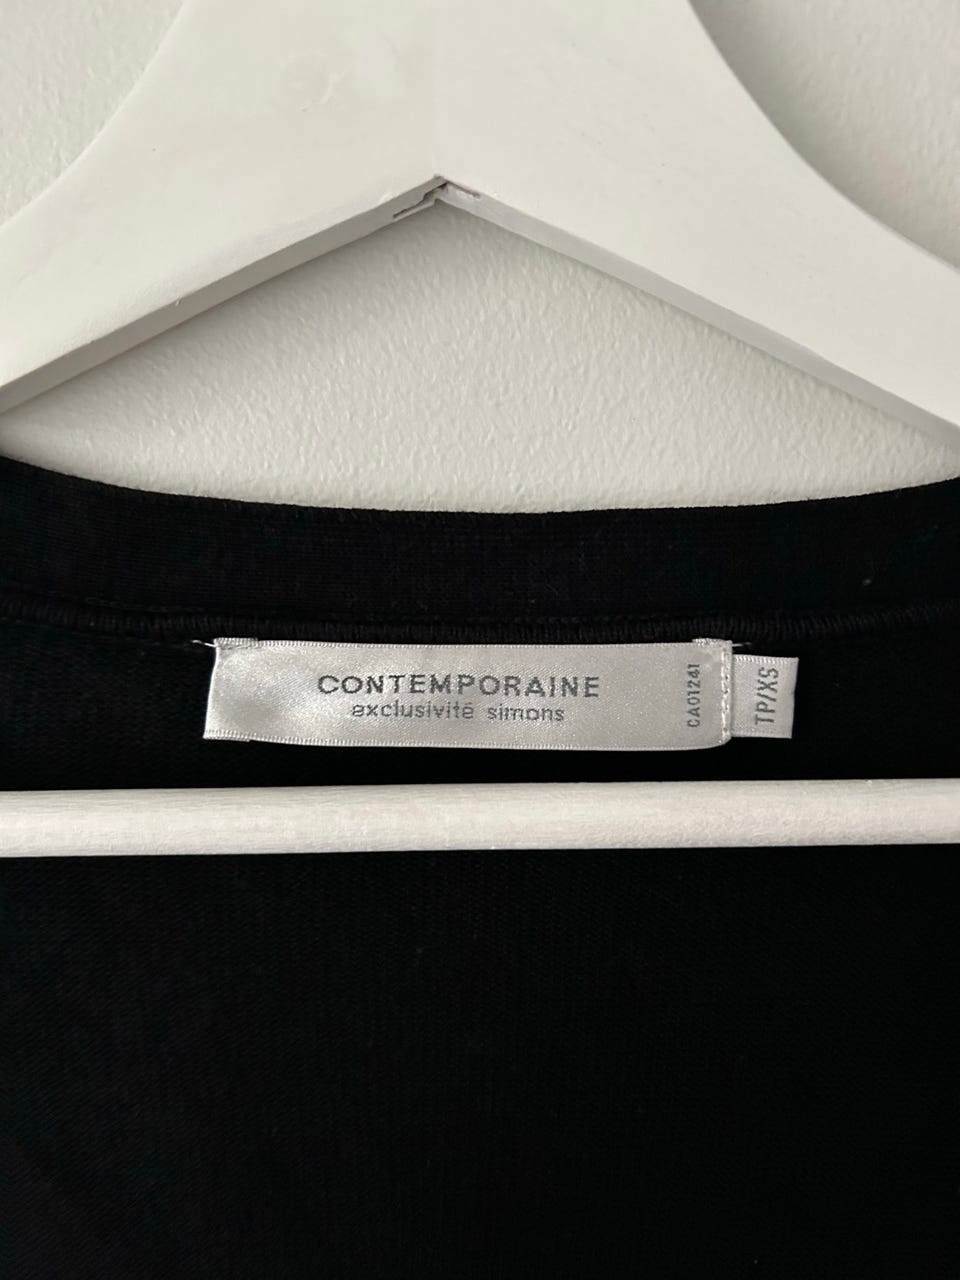 CONTEMPORAINE
exclusivité simons
CA01241
TP/XS